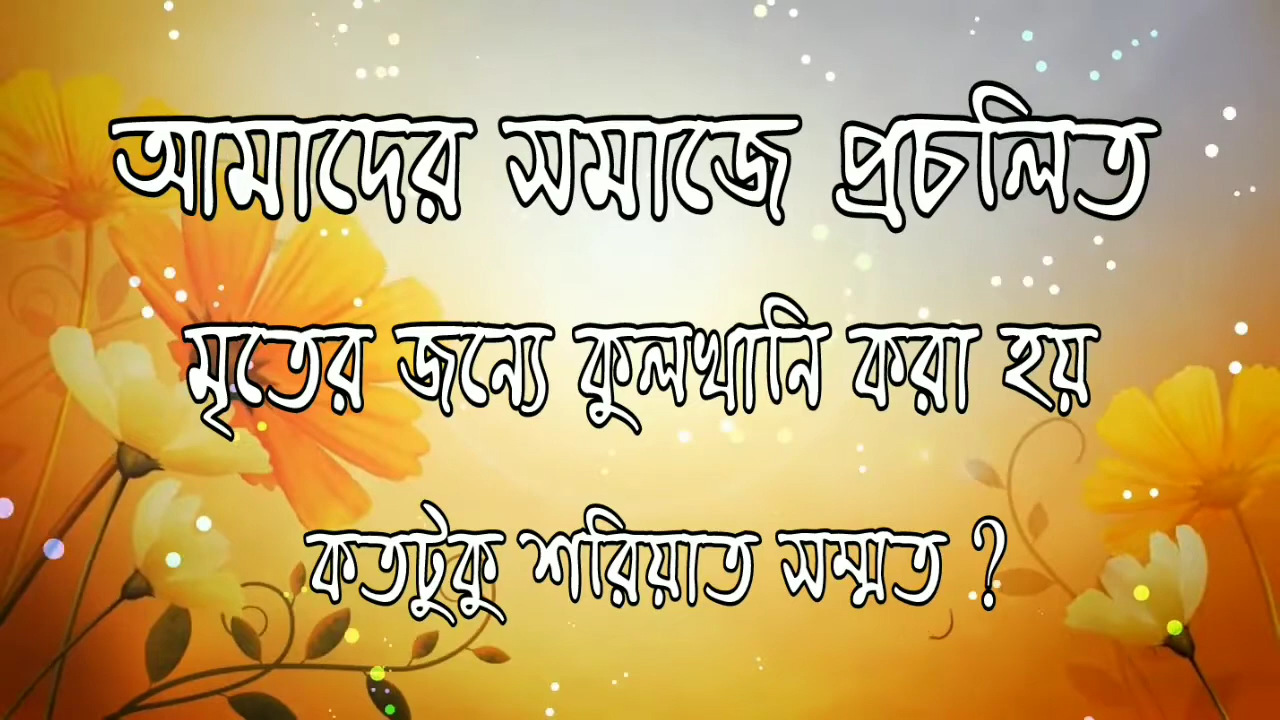 আমাদের সমাজে প্রচলিত
মৃতের জন্যে কুলখানি করা হয়
কতটুকু শরিয়াত সম্মত ?